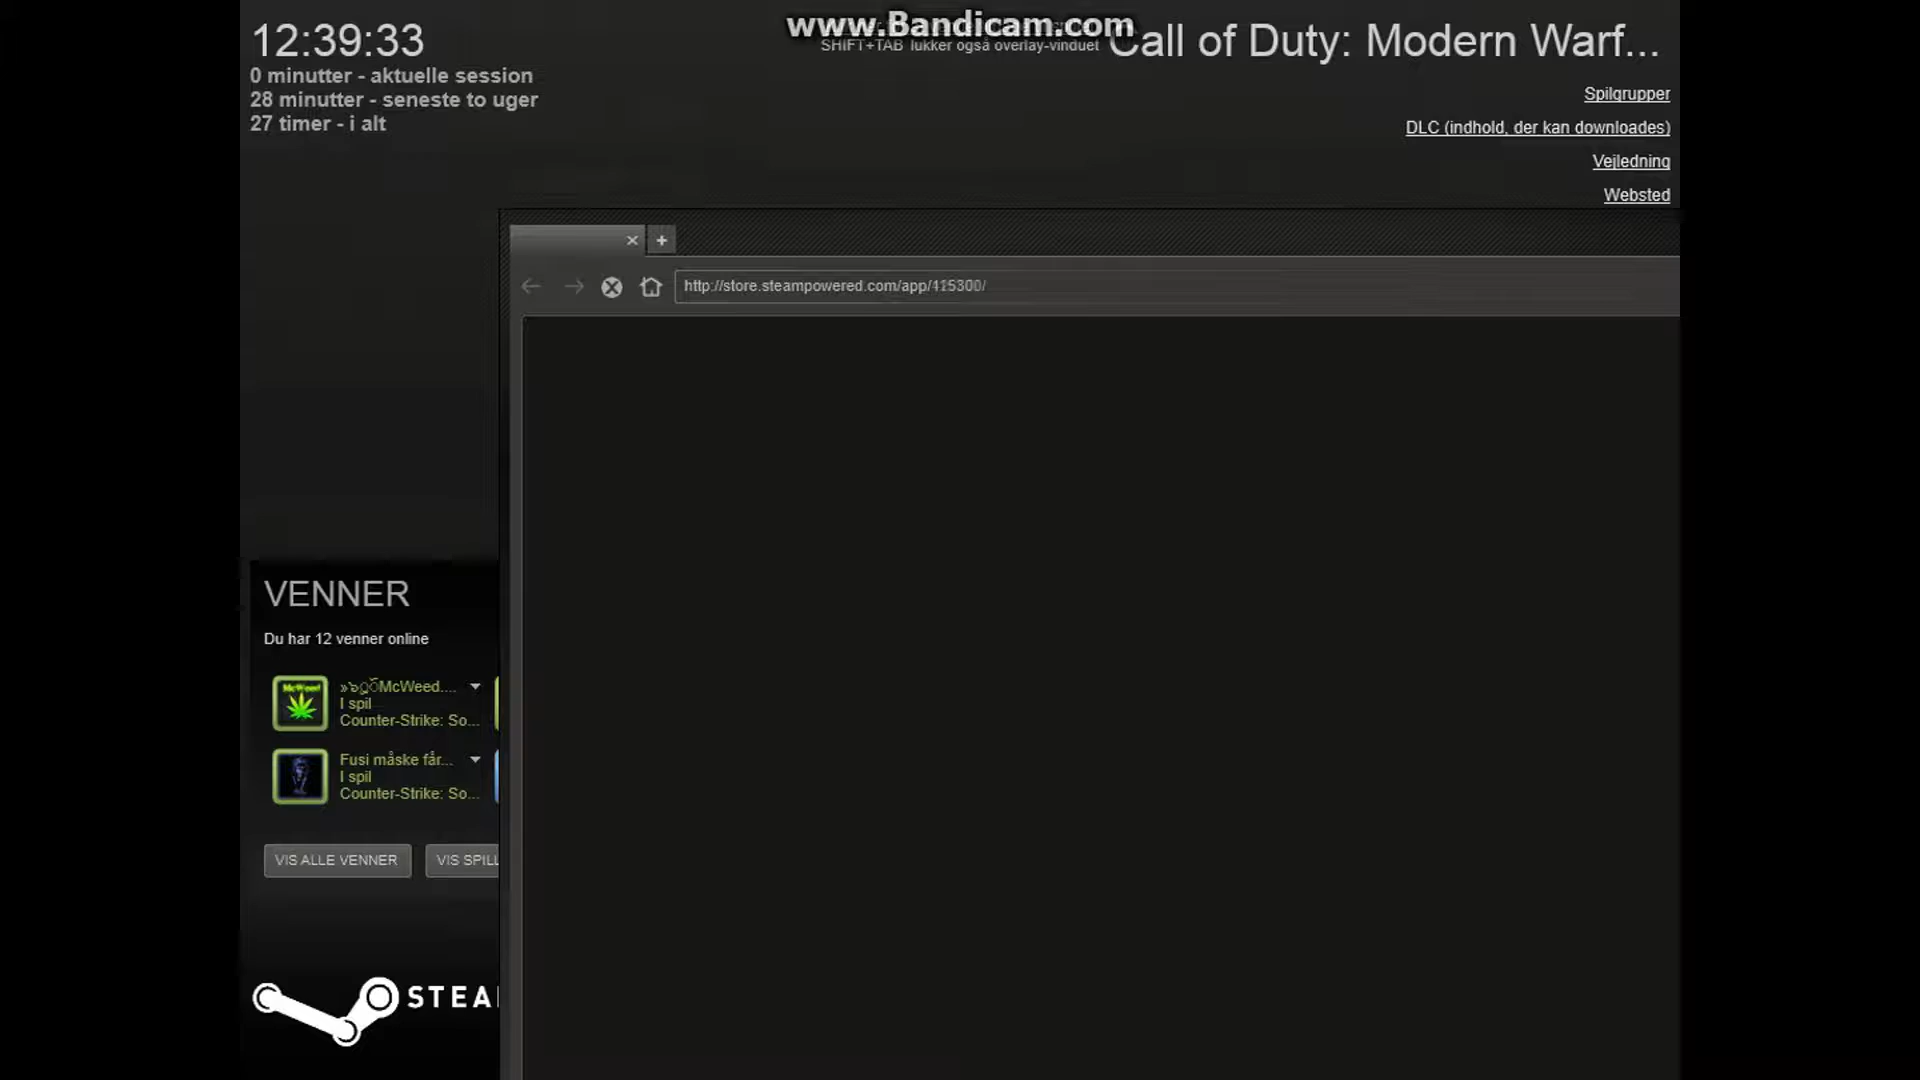 www.Bandicam.com
12:39:33
SHIFT+TAB lukker også overlay-vinduet
Call of Duty: Modern Warf...
0 minutter - aktuelle session
28 minutter - seneste to uger
27 timer - i alt
Spilgrupper
DLC (indhold, der kan downloades)
Vejledning
Websted
http://store.steampowered.com/app/415300/
VENNER
Du har 12 venner online
McWeed....
I spil
Counter-Strike: So...
Fusi måske får...
I spil
Counter-Strike: So...
VIS ALLE VENNER
VIS SPILL
STEA